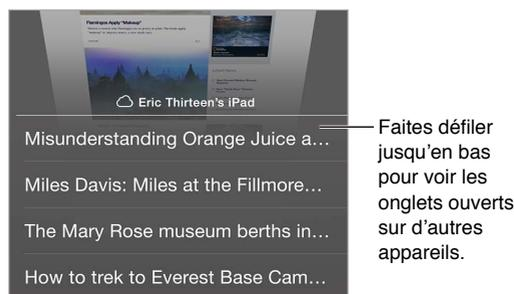 Flamingos Apply "Makeup"
Eric Thirteen's iPad
Misunderstanding Orange Juice a…
Miles Davis: Miles at the Fillmore…
The Mary Rose museum berths in…
How to trek to Everest Base Cam…
Faites défiler
jusqu'en bas
pour voir les
onglets ouverts
sur d'autres
appareils.